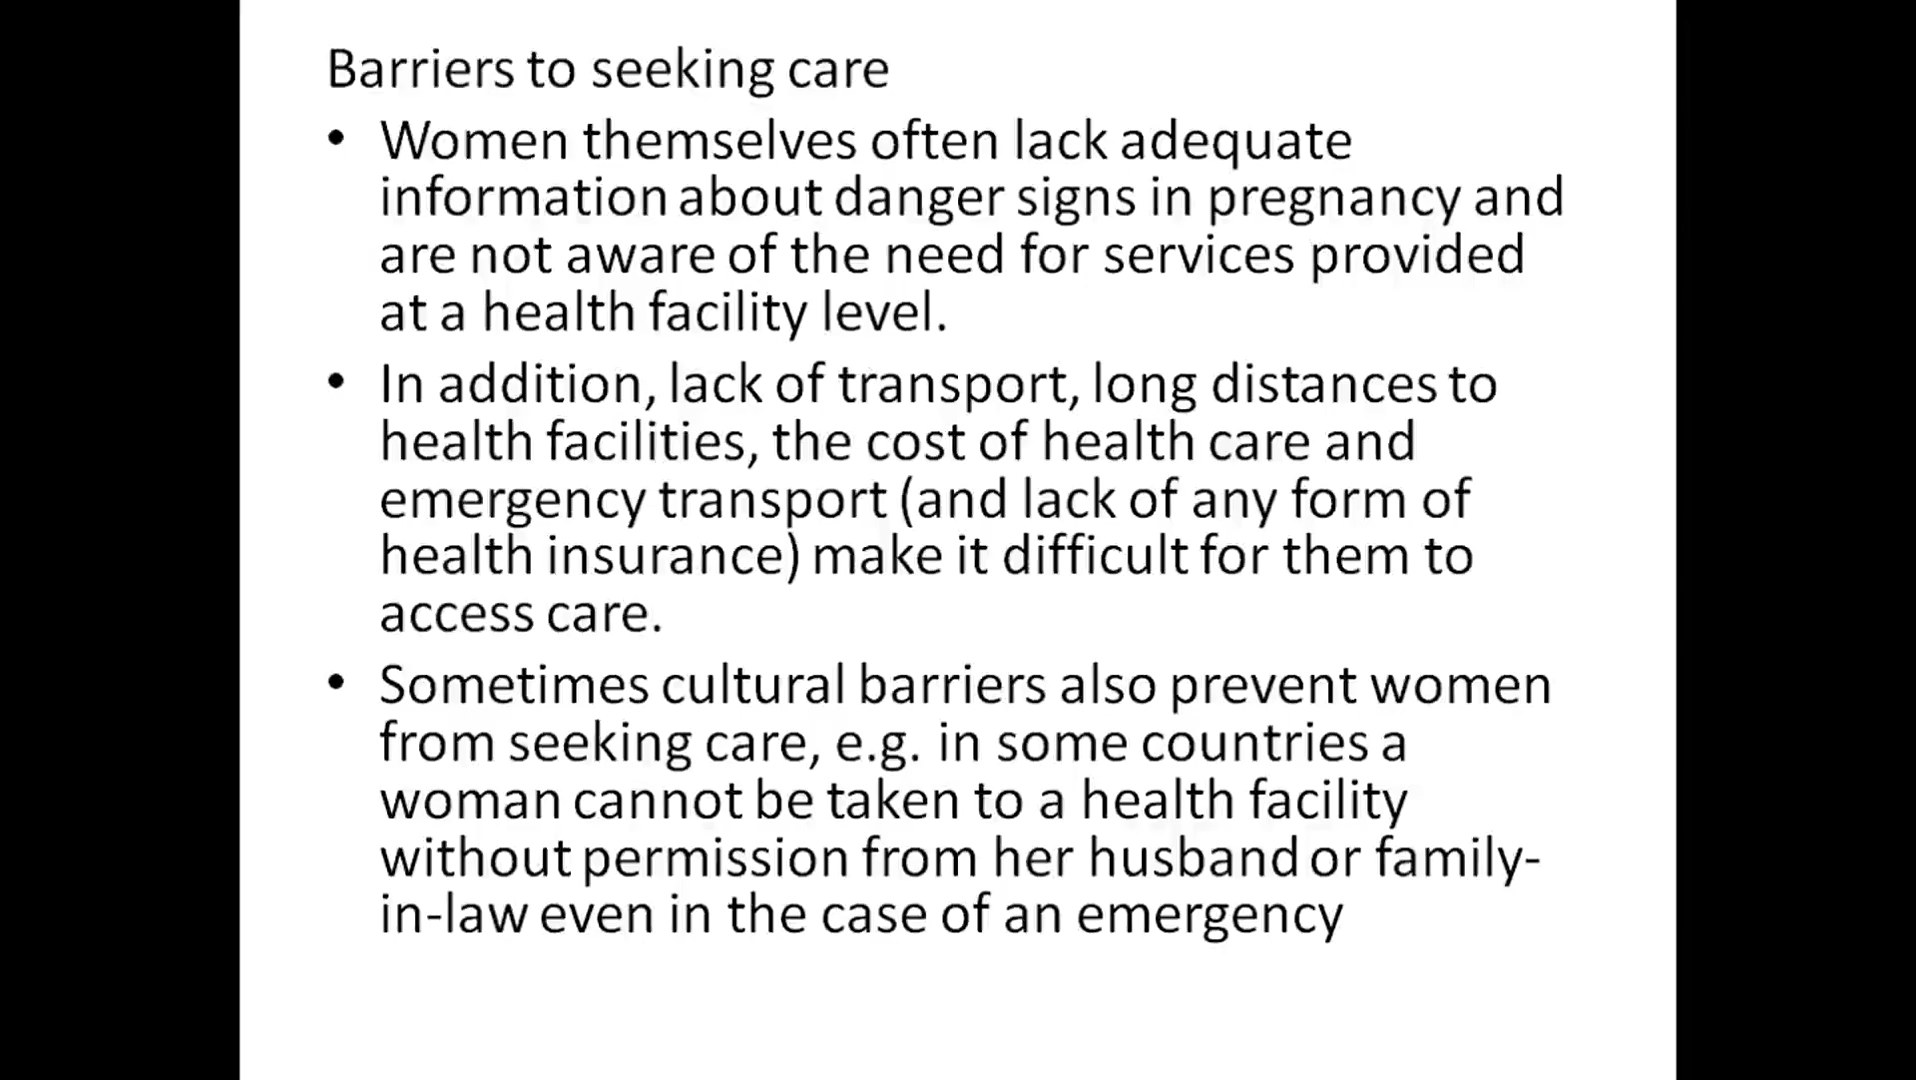 Barriers to seeking care
• Women themselves often lack adequate
information about danger signs in pregnancy and
are not aware of the need for services provided
at a health facility level.
• In addition, lack of transport, long distances to
health facilities, the cost of health care and
emergency transport (and lack of any form of
health insurance) make it difficult for them to
access care.
• Sometimes cultural barriers also prevent women
from seeking care, e.g. in some countries a
woman cannot be taken to a health facility
without permission from her husband or family-
in-law even in the case of an emergency